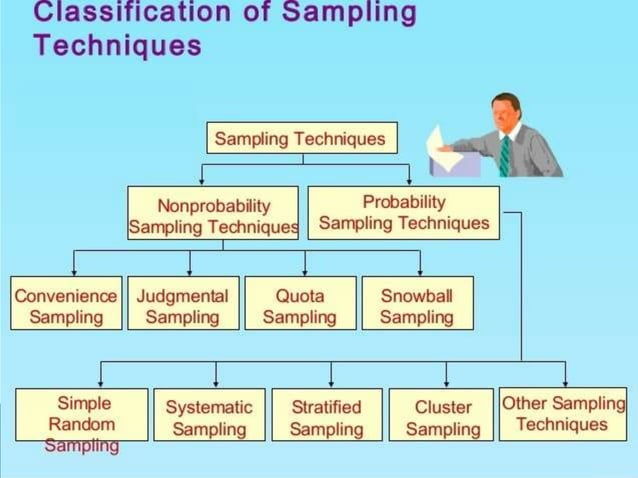 Classification of Sampling
Techniques
Sampling Techniques
Nonprobability
Sampling Techniques
Probability
Sampling Techniques
Convenience
Sampling
Judgmental
Sampling
Quota
Sampling
Snowball
Sampling
Simple
Random
Sampling
Systematic
Sampling
Stratified
Sampling
Cluster
Sampling
Other Sampling
Techniques